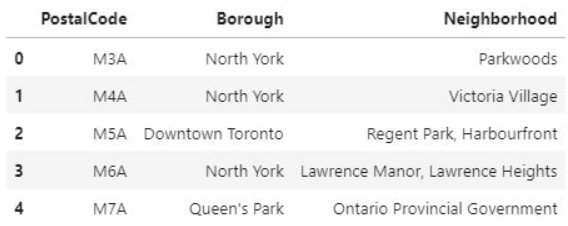 PostalCode Borough Neighborhood
0 M3A North York Parkwoods
1 M4A North York Victoria Village
2 M5A Downtown Toronto Regent Park, Harbourfront
3 M6A North York Lawrence Manor, Lawrence Heights
4 M7A Queen's Park Ontario Provincial Government